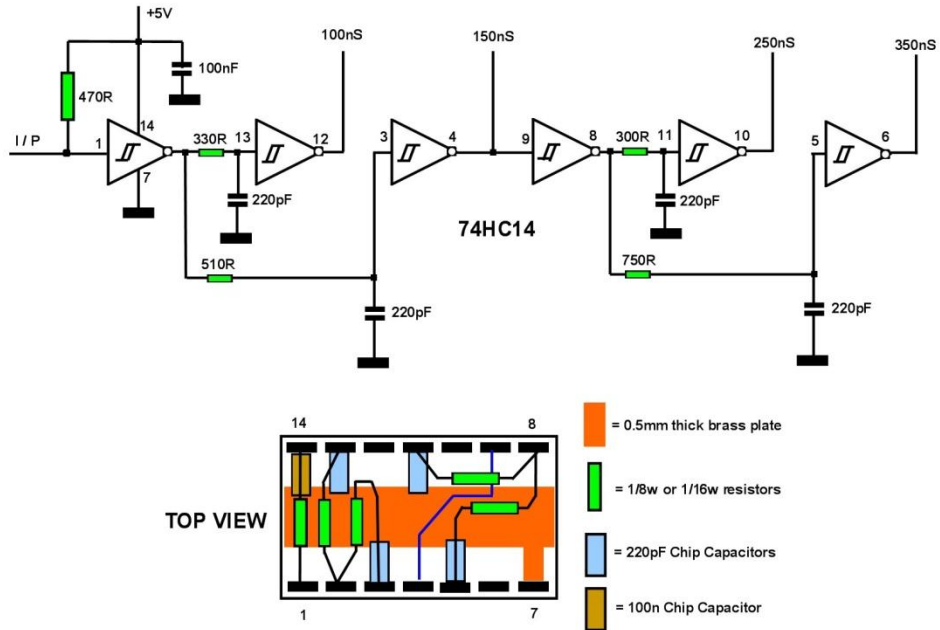 +5V
100nS
150nS
250nS
350nS
100nF
470R
I / P
1
14
7
330R
13
12
3
4
9
8
300R
11
10
5
6
220pF
220pF
74HC14
510R
750R
220pF
220pF
14
8
= 0.5mm thick brass plate
= 1/8w or 1/16w resistors
TOP VIEW
= 220pF Chip Capacitors
= 100n Chip Capacitor
1
7